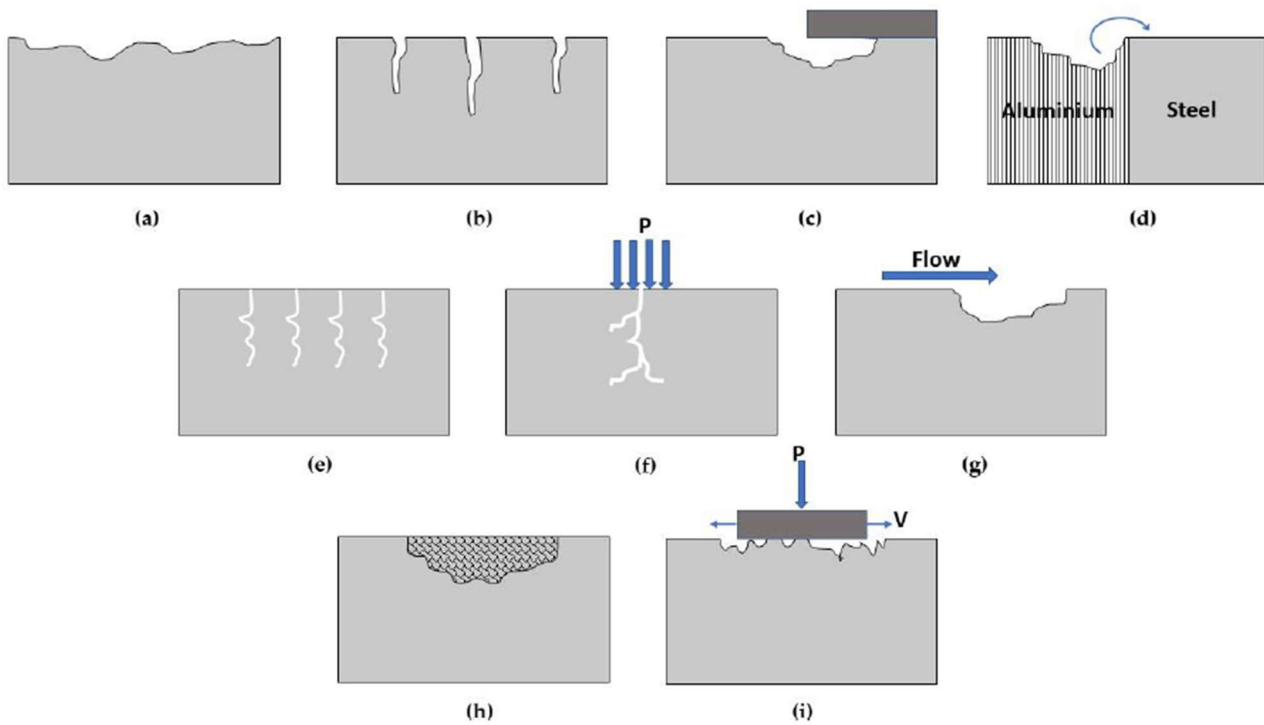 Aluminium
Steel
(a)
(b)
(c)
(d)
P
Flow
(e)
(f)
(g)
P
V
(h)
(i)